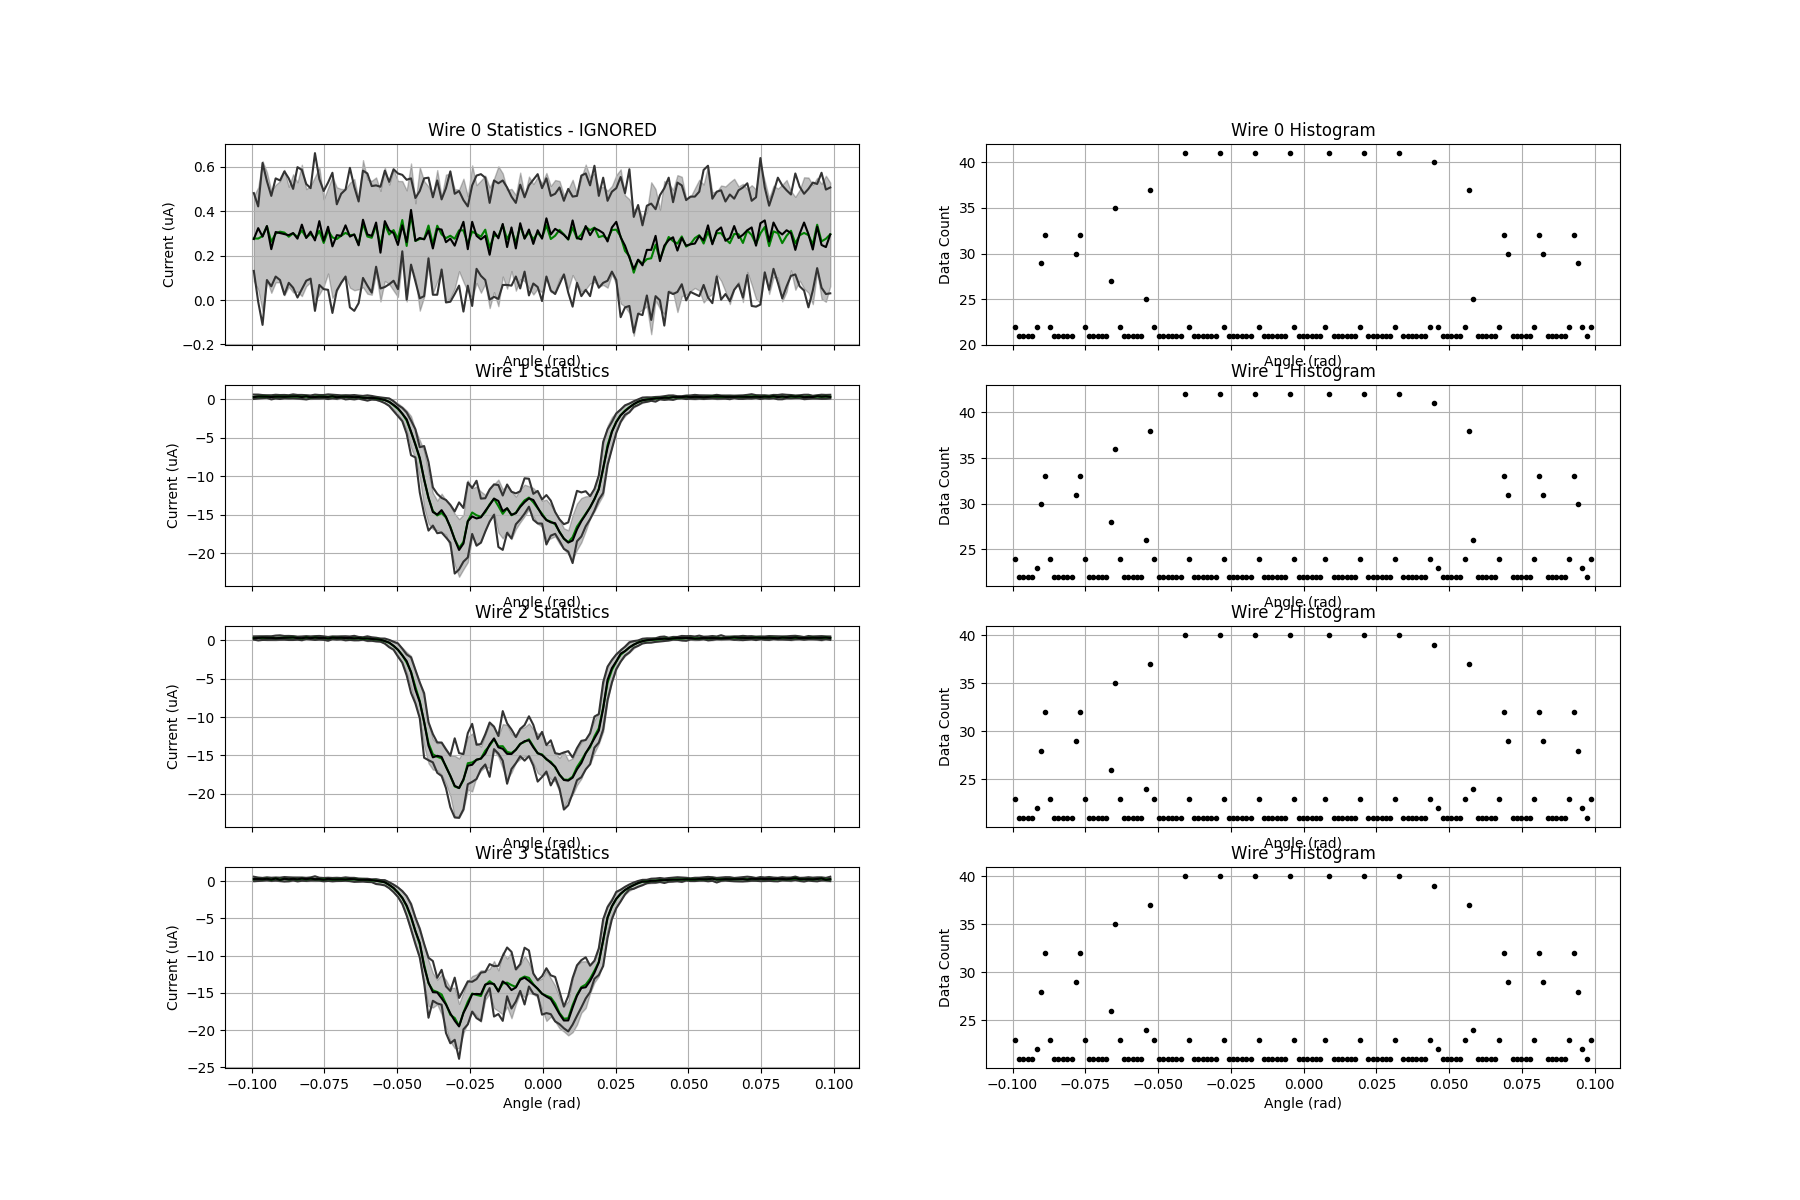 Wire 0 Statistics - IGNORED
Current (uA)
0.6
0.4
0.2
0.0
−0.2
Angle (rad)
Wire 0 Histogram
Data Count
40
35
30
25
20
Angle (rad)
Wire 1 Statistics
Current (uA)
0
−5
−10
−15
−20
Angle (rad)
Wire 1 Histogram
Data Count
40
35
30
25
Angle (rad)
Wire 2 Statistics
Current (uA)
0
−5
−10
−15
−20
Angle (rad)
Wire 2 Histogram
Data Count
40
35
30
25
Angle (rad)
Wire 3 Statistics
Current (uA)
0
−5
−10
−15
−20
−25
−0.100 −0.075 −0.050 −0.025 0.000 0.025 0.050 0.075 0.100
Angle (rad)
Wire 3 Histogram
Data Count
40
35
30
25
−0.100 −0.075 −0.050 −0.025 0.000 0.025 0.050 0.075 0.100
Angle (rad)